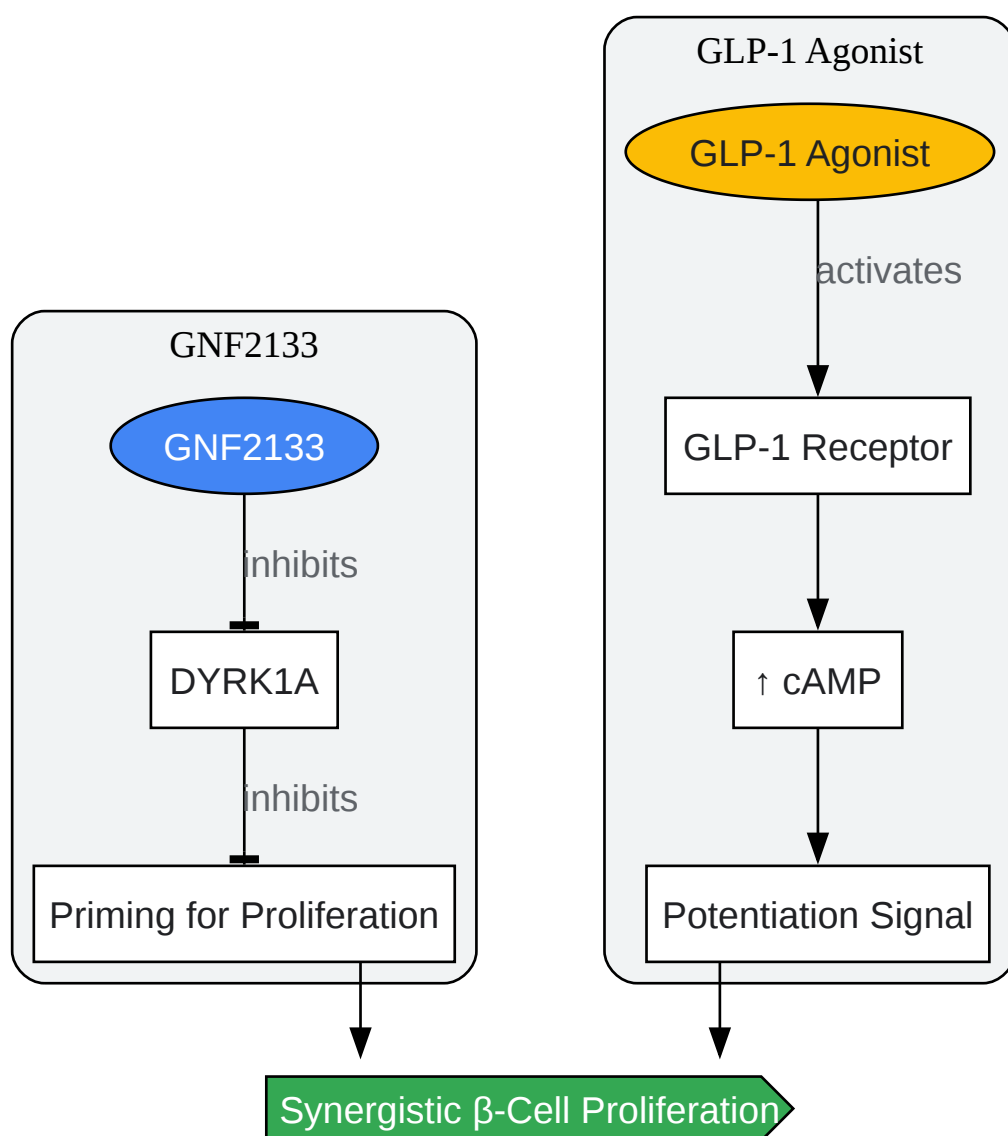 GLP-1 Agonist
GLP-1 Agonist
activates
GLP-1 Receptor
↑ cAMP
Potentiation Signal
GNF2133
GNF2133
inhibits
DYRK1A
inhibits
Priming for Proliferation
Synergistic β-Cell Proliferation